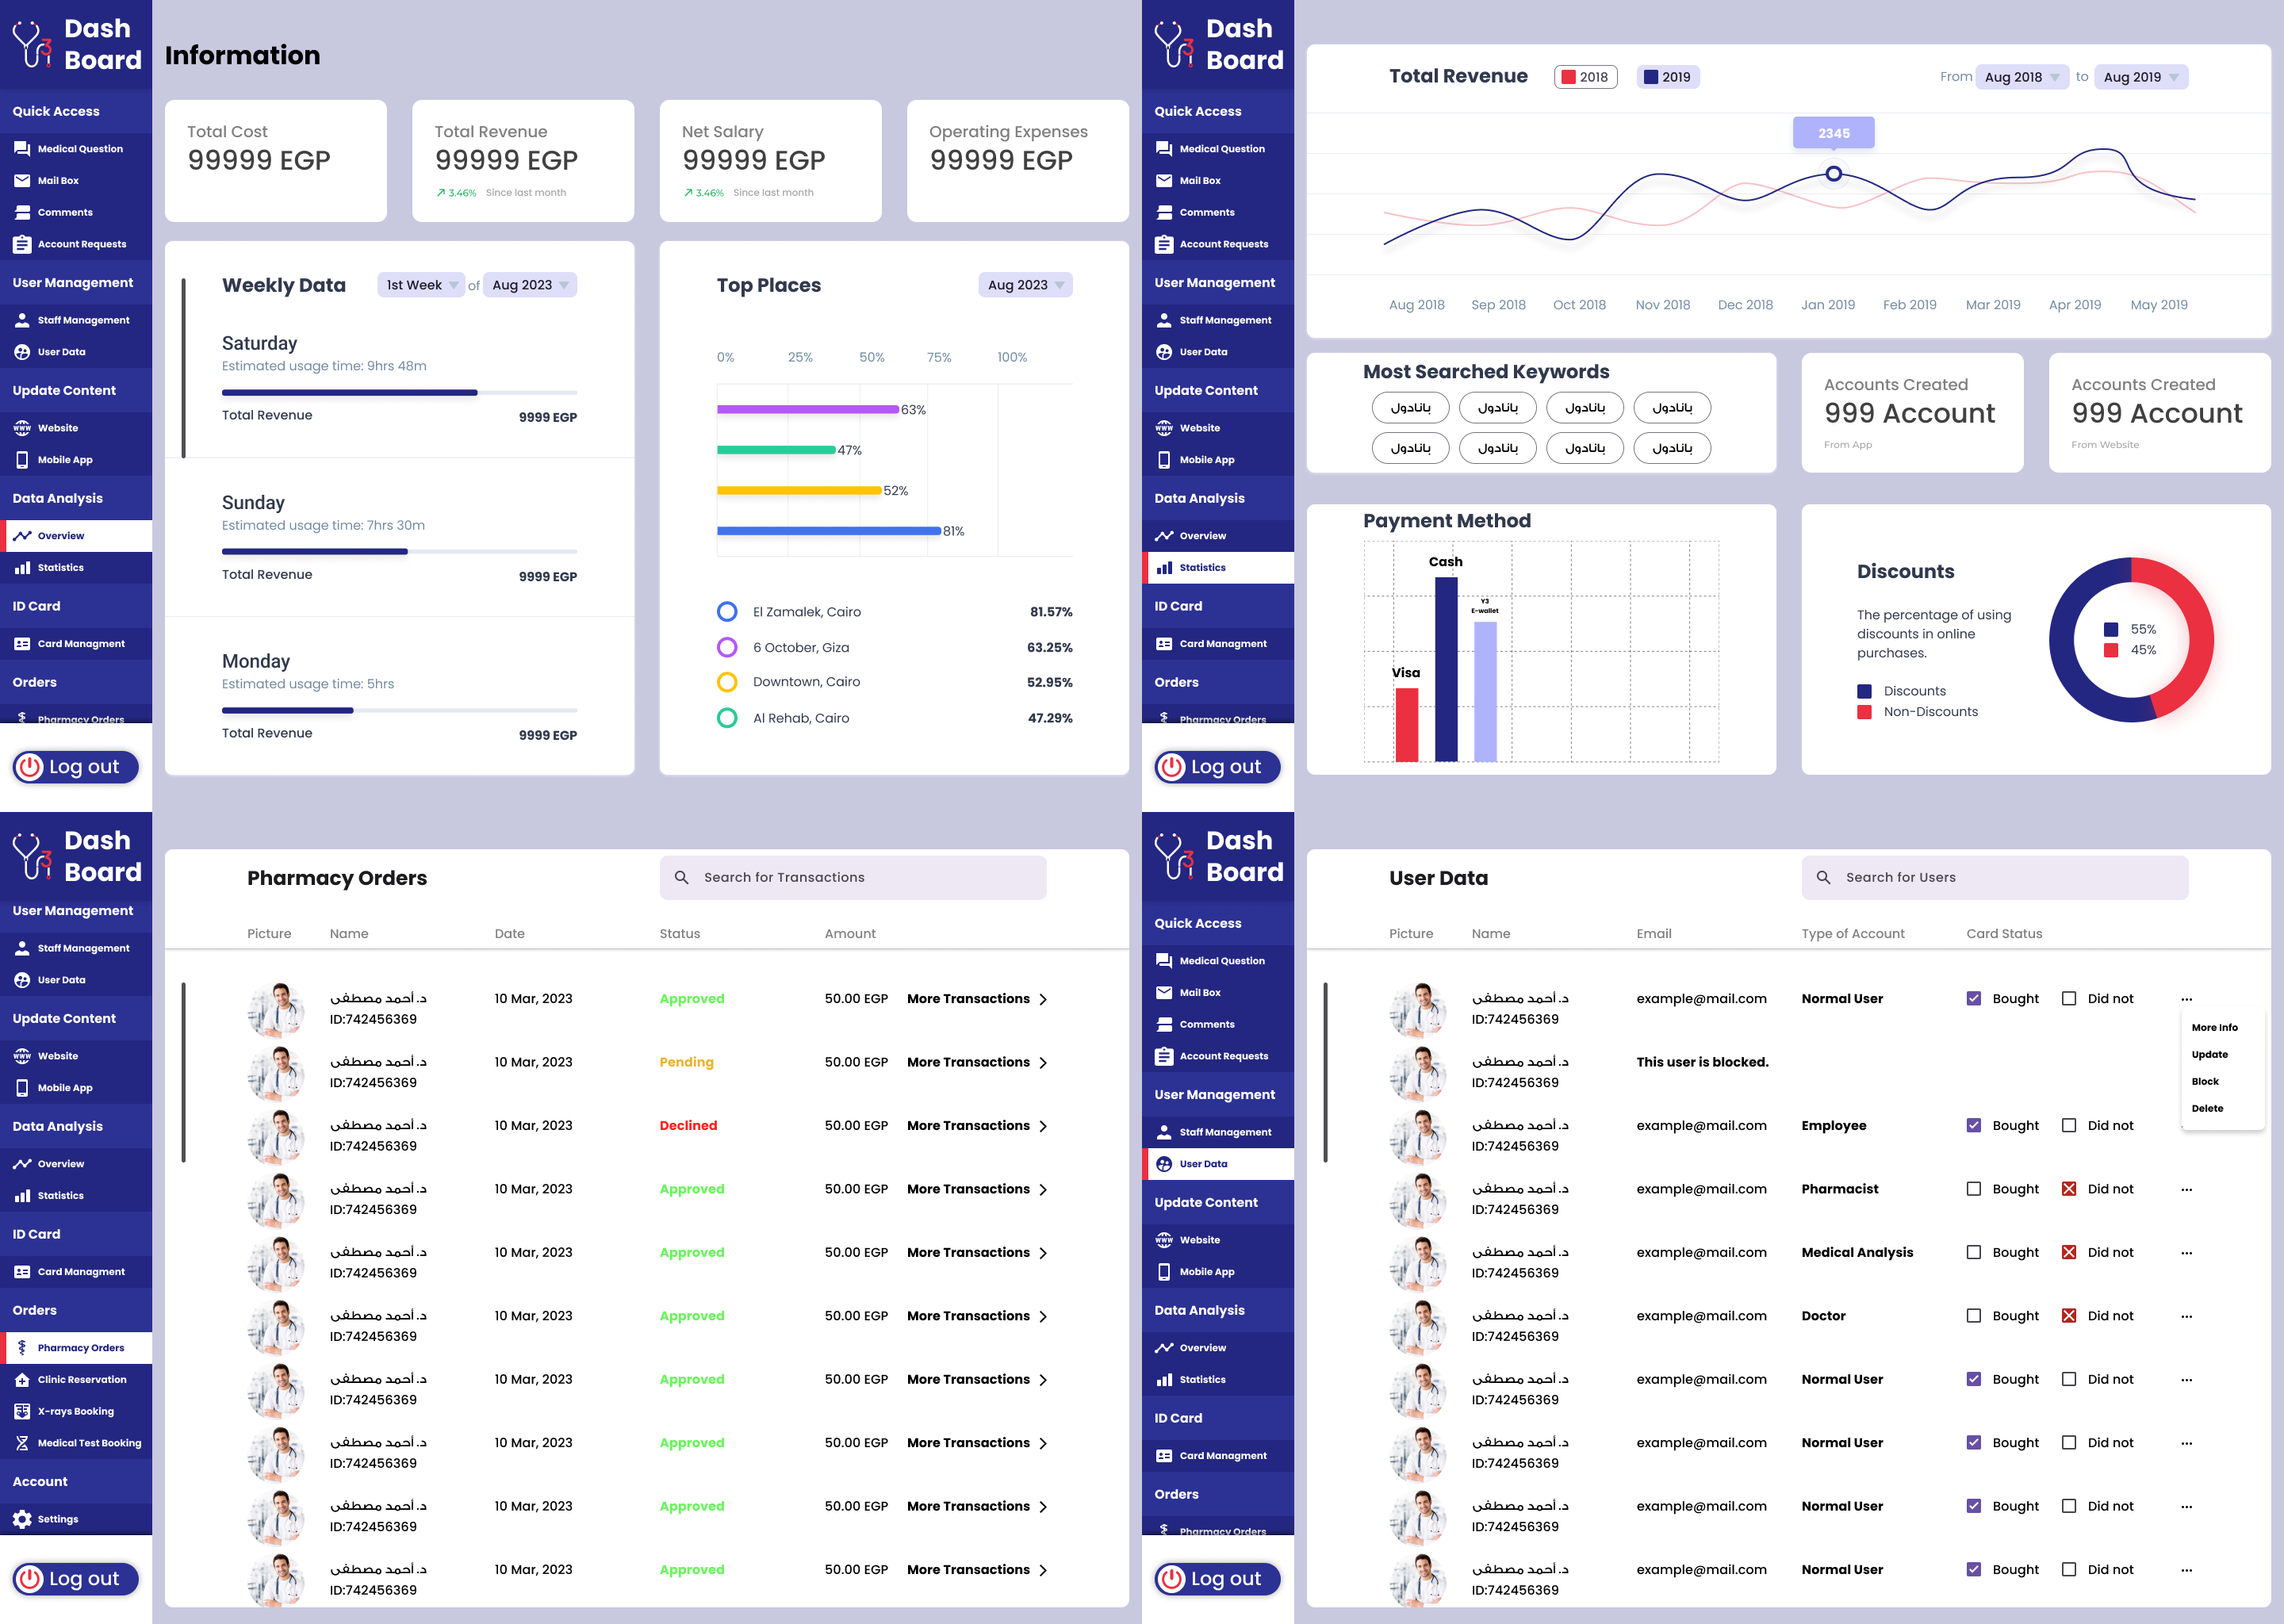 Dash
Board
Quick Access
Medical Question
Mail Box
Comments
Account Requests
User Management
Staff Management
User Data
Update Content
Website
Mobile App
Data Analysis
Overview
Statistics
ID Card
Card Managment
Orders
Pharmacy Orders
Log out
Information
Total Cost
99999 EGP
Total Revenue
99999 EGP
3.46% Since last month
Net Salary
99999 EGP
3.46% Since last month
Operating Expenses
99999 EGP
Weekly Data 1st Week of Aug 2023
Saturday
Estimated usage time: 9hrs 48m
Total Revenue 9999 EGP
Sunday
Estimated usage time: 7hrs 30m
Total Revenue 9999 EGP
Monday
Estimated usage time: 5hrs
Total Revenue 9999 EGP
Top Places Aug 2023
0% 25% 50% 75% 100%
63%
47%
52%
81%
El Zamalek, Cairo 81.57%
6 October, Giza 63.25%
Downtown, Cairo 52.95%
Al Rehab, Cairo 47.29%
Dash
Board
Quick Access
Medical Question
Mail Box
Comments
Account Requests
User Management
Staff Management
User Data
Update Content
Website
Mobile App
Data Analysis
Overview
Statistics
ID Card
Card Managment
Orders
Pharmacy Orders
Log out
Total Revenue 2018 2019 From Aug 2018 to Aug 2019
2345
Aug 2018 Sep 2018 Oct 2018 Nov 2018 Dec 2018 Jan 2019 Feb 2019 Mar 2019 Apr 2019 May 2019
Most Searched Keywords
بانادول بانادول بانادول بانادول
بانادول بانادول بانادول بانادول
Accounts Created
999 Account
From App
Accounts Created
999 Account
From Website
Payment Method
Cash
Y3
E-wallet
Visa
Discounts
The percentage of using
discounts in online
purchases.
Discounts
Non-Discounts
55%
45%
Dash
Board
User Management
Staff Management
User Data
Update Content
Website
Mobile App
Data Analysis
Overview
Statistics
ID Card
Card Managment
Orders
Pharmacy Orders
Clinic Reservation
X-rays Booking
Medical Test Booking
Account
Settings
Log out
Pharmacy Orders Search for Transactions
Picture Name Date Status Amount
د. أحمد مصطفى 10 Mar, 2023 Approved 50.00 EGP More Transactions
ID:742456369
د. أحمد مصطفى 10 Mar, 2023 Pending 50.00 EGP More Transactions
ID:742456369
د. أحمد مصطفى 10 Mar, 2023 Declined 50.00 EGP More Transactions
ID:742456369
د. أحمد مصطفى 10 Mar, 2023 Approved 50.00 EGP More Transactions
ID:742456369
د. أحمد مصطفى 10 Mar, 2023 Approved 50.00 EGP More Transactions
ID:742456369
د. أحمد مصطفى 10 Mar, 2023 Approved 50.00 EGP More Transactions
ID:742456369
د. أحمد مصطفى 10 Mar, 2023 Approved 50.00 EGP More Transactions
ID:742456369
د. أحمد مصطفى 10 Mar, 2023 Approved 50.00 EGP More Transactions
ID:742456369
د. أحمد مصطفى 10 Mar, 2023 Approved 50.00 EGP More Transactions
ID:742456369
د. أحمد مصطفى 10 Mar, 2023 Approved 50.00 EGP More Transactions
ID:742456369
Dash
Board
Quick Access
Medical Question
Mail Box
Comments
Account Requests
User Management
Staff Management
User Data
Update Content
Website
Mobile App
Data Analysis
Overview
Statistics
ID Card
Card Managment
Orders
Pharmacy Orders
Log out
User Data Search for Users
Picture Name Email Type of Account Card Status
د. أحمد مصطفى example@mail.com Normal User Bought Did not ...
ID:742456369
More Info
Update
Block
Delete
د. أحمد مصطفى This user is blocked.
ID:742456369
د. أحمد مصطفى example@mail.com Employee Bought Did not
ID:742456369
د. أحمد مصطفى example@mail.com Pharmacist Bought Did not ...
ID:742456369
د. أحمد مصطفى example@mail.com Medical Analysis Bought Did not ...
ID:742456369
د. أحمد مصطفى example@mail.com Doctor Bought Did not ...
ID:742456369
د. أحمد مصطفى example@mail.com Normal User Bought Did not ...
ID:742456369
د. أحمد مصطفى example@mail.com Normal User Bought Did not ...
ID:742456369
د. أحمد مصطفى example@mail.com Normal User Bought Did not ...
ID:742456369
د. أحمد مصطفى example@mail.com Normal User Bought Did not ...
ID:742456369